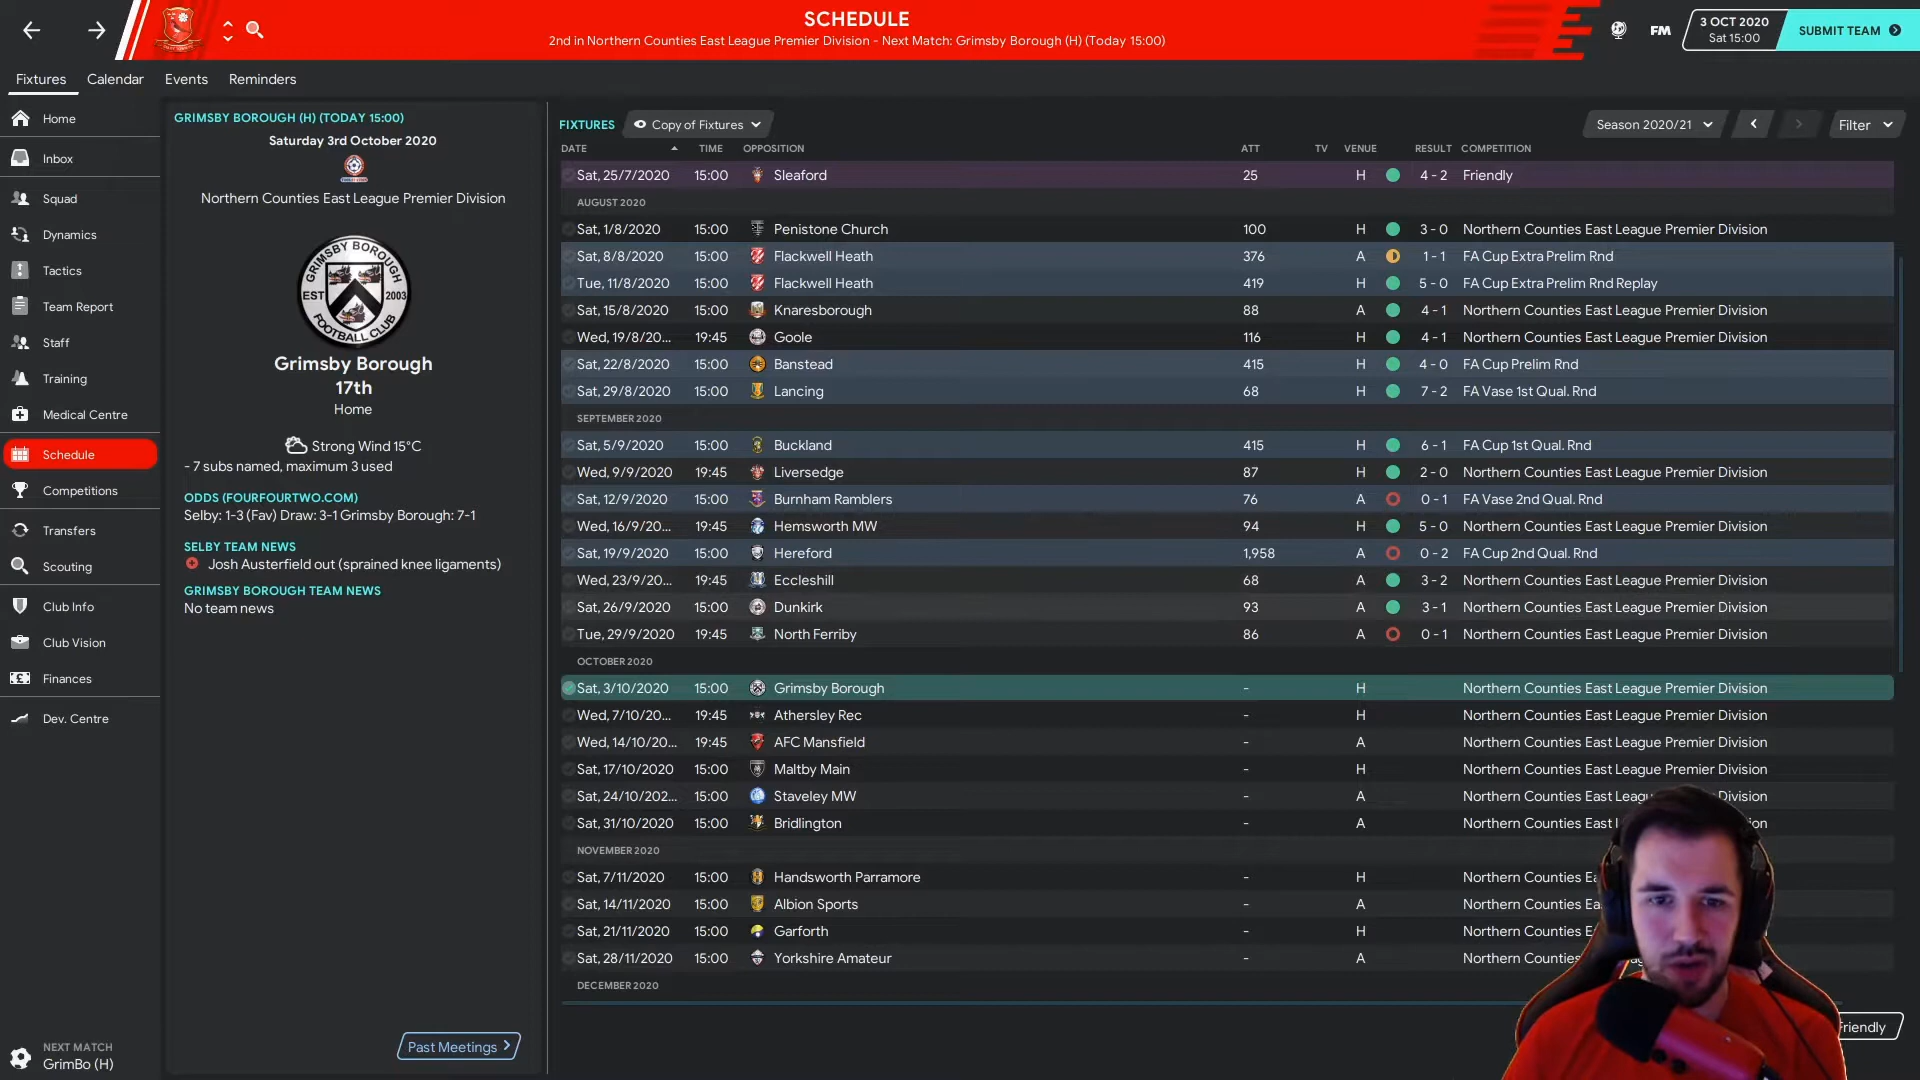 SCHEDULE
2nd in Northern Counties East League Premier Division - Next Match: Grimsby Borough (H) (Today 15:00)
FM
3 OCT 2020
Sat 15:00
SUBMIT TEAM
Fixtures
Calendar
Events
Reminders
Home
Inbox
Squad
Dynamics
Tactics
Team Report
Staff
Training
Medical Centre
Schedule
Competitions
Transfers
Scouting
Club Info
Club Vision
Finances
Dev. Centre
NEXT MATCH
GrimBo (H)
GRIMSBY BOROUGH (H) (TODAY 15:00)
Saturday 3rd October 2020
Northern Counties East League Premier Division
GRIMSBY BOROUGH
EST 2003
FOOTBALL CLUB
Grimsby Borough
17th
Home
Strong Wind 15°C
- 7 subs named, maximum 3 used
ODDS (FOURFOURTWO.COM)
Selby: 1-3 (Fav) Draw: 3-1 Grimsby Borough: 7-1
SELBY TEAM NEWS
Josh Austerfield out (sprained knee ligaments)
GRIMSBY BOROUGH TEAM NEWS
No team news
Past Meetings
FIXTURES
Copy of Fixtures
Season 2020/21
Filter
DATE TIME OPPOSITION ATT TV VENUE RESULT COMPETITION
Sat, 25/7/2020 15:00 Sleaford 25 H 4 - 2 Friendly
AUGUST 2020
Sat, 1/8/2020 15:00 Penistone Church 100 H 3 - 0 Northern Counties East League Premier Division
Sat, 8/8/2020 15:00 Flackwell Heath 376 A 1 - 1 FA Cup Extra Prelim Rnd
Tue, 11/8/2020 15:00 Flackwell Heath 419 H 5 - 0 FA Cup Extra Prelim Rnd Replay
Sat, 15/8/2020 15:00 Knaresborough 88 A 4 - 1 Northern Counties East League Premier Division
Wed, 19/8/20... 19:45 Goole 116 H 4 - 1 Northern Counties East League Premier Division
Sat, 22/8/2020 15:00 Banstead 415 H 4 - 0 FA Cup Prelim Rnd
Sat, 29/8/2020 15:00 Lancing 68 H 7 - 2 FA Vase 1st Qual. Rnd
SEPTEMBER 2020
Sat, 5/9/2020 15:00 Buckland 415 H 6 - 1 FA Cup 1st Qual. Rnd
Wed, 9/9/2020 19:45 Liversedge 87 H 2 - 0 Northern Counties East League Premier Division
Sat, 12/9/2020 15:00 Burnham Ramblers 76 A 0 - 1 FA Vase 2nd Qual. Rnd
Wed, 16/9/20... 19:45 Hemsworth MW 94 H 5 - 0 Northern Counties East League Premier Division
Sat, 19/9/2020 15:00 Hereford 1,958 A 0 - 2 FA Cup 2nd Qual. Rnd
Wed, 23/9/20... 19:45 Eccleshill 68 A 3 - 2 Northern Counties East League Premier Division
Sat, 26/9/2020 15:00 Dunkirk 93 A 3 - 1 Northern Counties East League Premier Division
Tue, 29/9/2020 19:45 North Ferriby 86 A 0 - 1 Northern Counties East League Premier Division
OCTOBER 2020
Sat, 3/10/2020 15:00 Grimsby Borough - H Northern Counties East League Premier Division
Wed, 7/10/20... 19:45 Athersley Rec - H Northern Counties East League Premier Division
Wed, 14/10/20... 19:45 AFC Mansfield - A Northern Counties East League Premier Division
Sat, 17/10/2020 15:00 Maltby Main - H Northern Counties East League Premier Division
Sat, 24/10/202... 15:00 Staveley MW - A Northern Counties East Leagu Division
Sat, 31/10/2020 15:00 Bridlington - A Northern Counties East
NOVEMBER 2020
Sat, 7/11/2020 15:00 Handsworth Parramore - H Northern Counties
Sat, 14/11/2020 15:00 Albion Sports - A Northern Counties
Sat, 21/11/2020 15:00 Garforth - H Northern Counties
Sat, 28/11/2020 15:00 Yorkshire Amateur - A Northern Counties
DECEMBER 2020
riendly